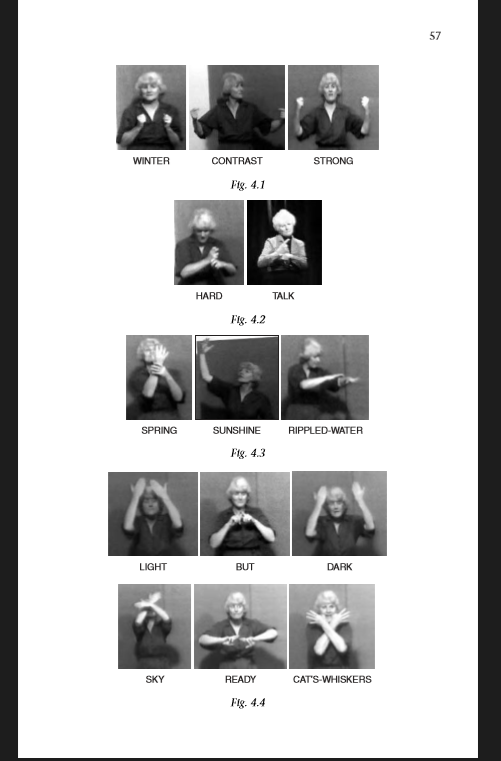 57
WINTER CONTRAST STRONG
Fig. 4.1
HARD TALK
Fig. 4.2
SPRING SUNSHINE RIPPLED-WATER
Fig. 4.3
LIGHT BUT DARK
SKY READY CAT'S-WHISKERS
Fig. 4.4